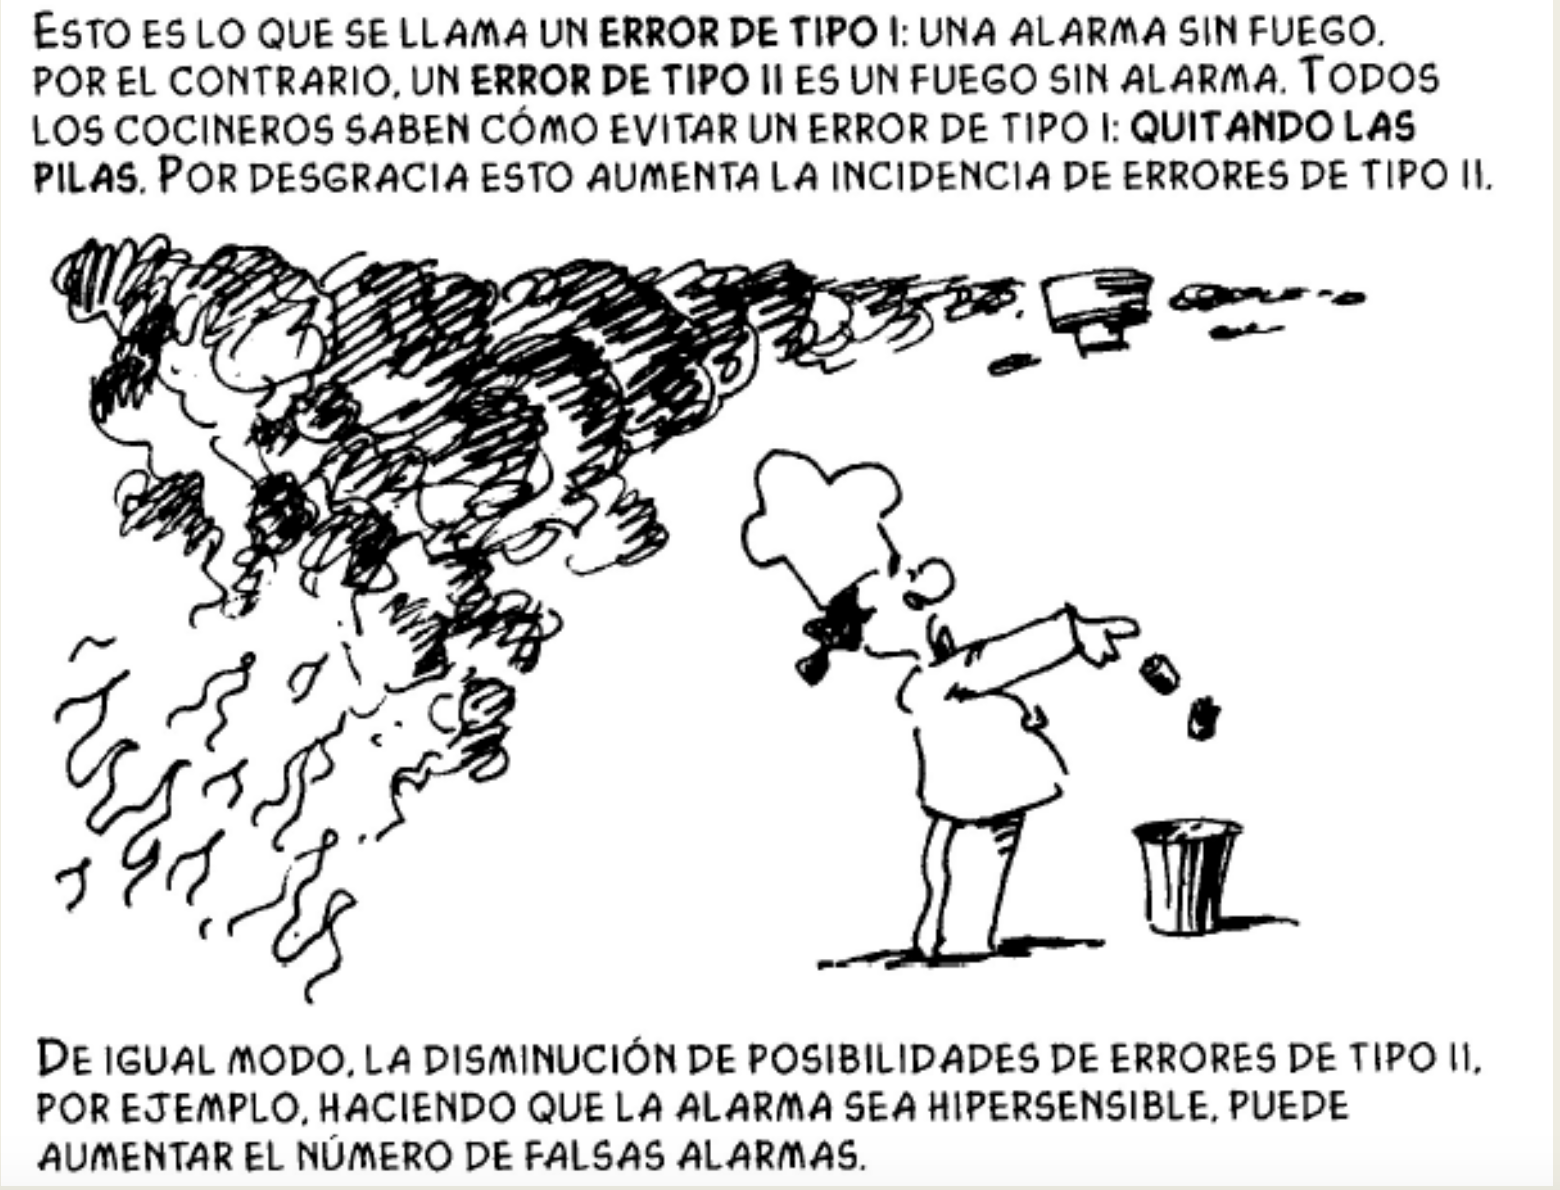 ESTO ES LO QUE SE LLAMA UN ERROR DE TIPO I: UNA ALARMA SIN FUEGO.
POR EL CONTRARIO, UN ERROR DE TIPO II ES UN FUEGO SIN ALARMA. TODOS
LOS COCINEROS SABEN CÓMO EVITAR UN ERROR DE TIPO I: QUITANDO LAS
PILAS. POR DESGRACIA ESTO AUMENTA LA INCIDENCIA DE ERRORES DE TIPO II.
DE IGUAL MODO, LA DISMINUCIÓN DE POSIBILIDADES DE ERRORES DE TIPO II,
POR EJEMPLO, HACIENDO QUE LA ALARMA SEA HIPERSENSIBLE, PUEDE
AUMENTAR EL NÚMERO DE FALSAS ALARMAS.